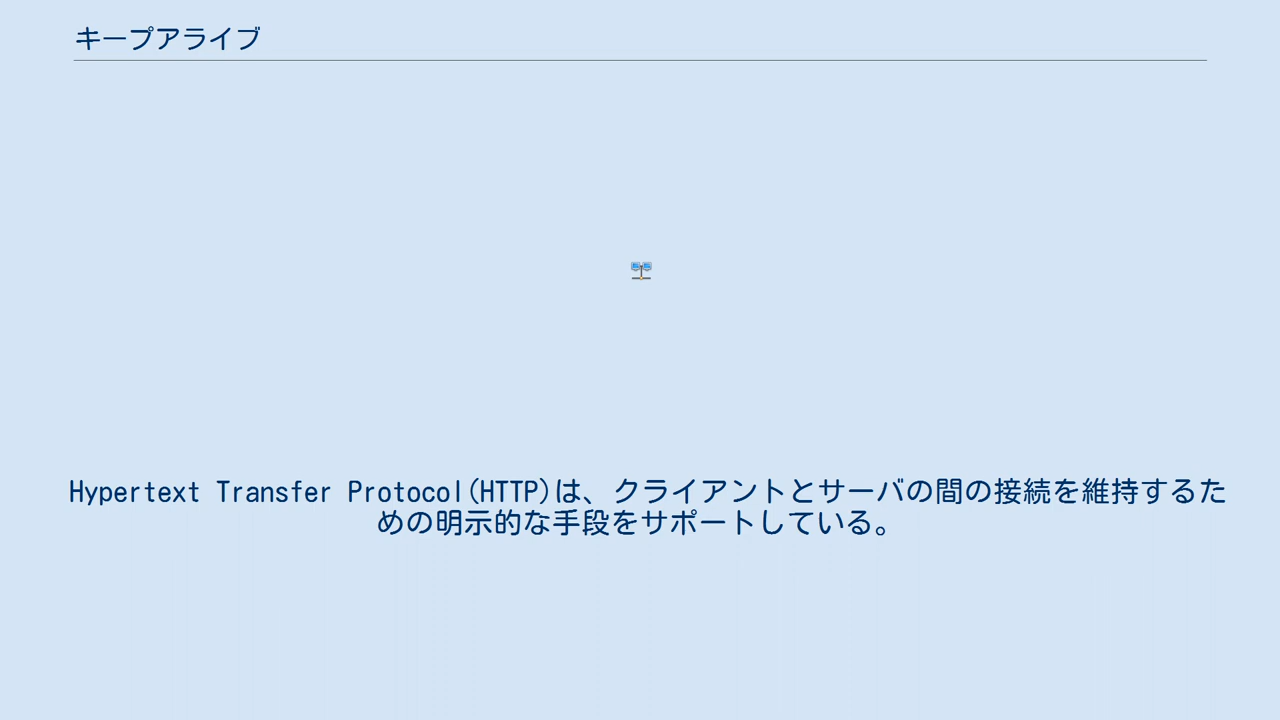 キープアライブ
Hypertext Transfer Protocol(HTTP)は、クライアントとサーバの間の接続を維持するた
めの明示的な手段をサポートしている。